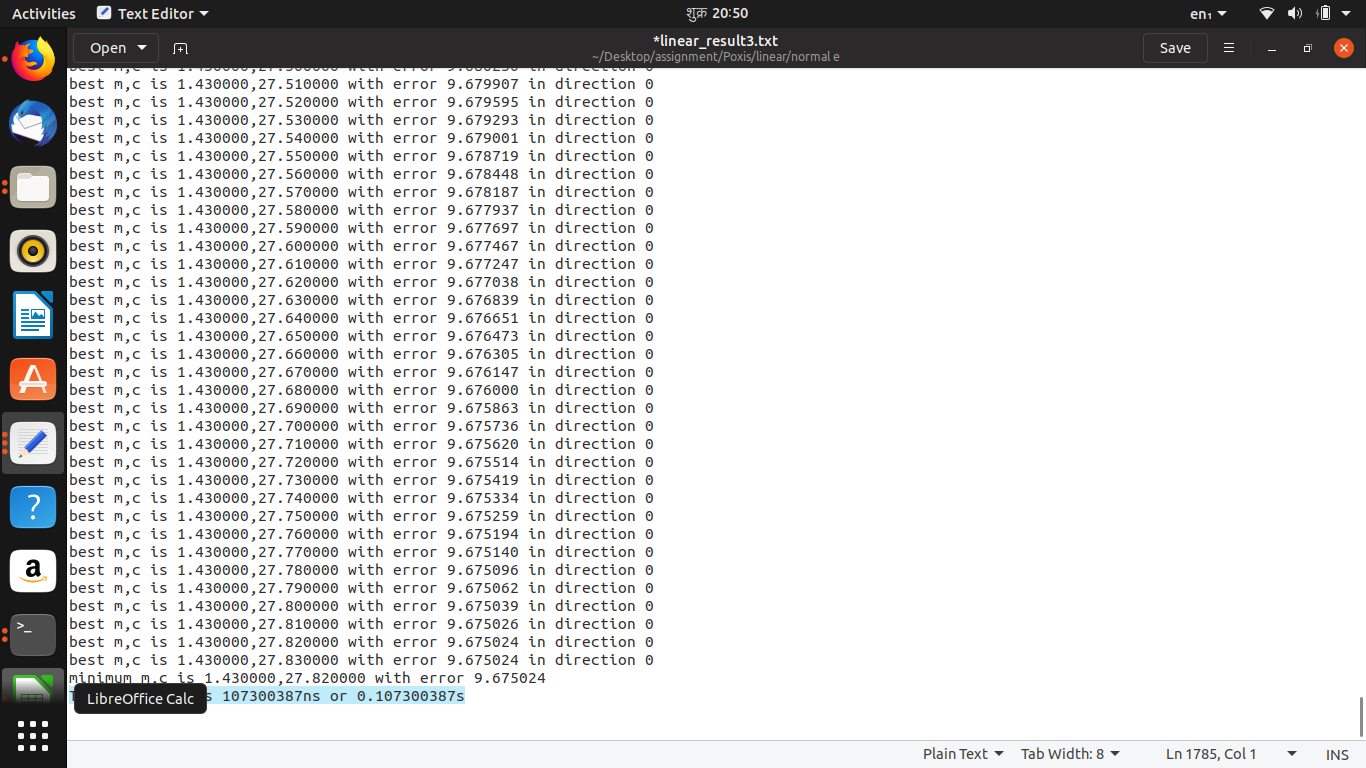 Activities Text Editor शुक्र 20:50 en₁
Open *linear_result3.txt Save
~/Desktop/assignment/Poxis/linear/normal e
best m,c is 1.430000,27.510000 with error 9.679907 in direction 0
best m,c is 1.430000,27.520000 with error 9.679595 in direction 0
best m,c is 1.430000,27.530000 with error 9.679293 in direction 0
best m,c is 1.430000,27.540000 with error 9.679001 in direction 0
best m,c is 1.430000,27.550000 with error 9.678719 in direction 0
best m,c is 1.430000,27.560000 with error 9.678448 in direction 0
best m,c is 1.430000,27.570000 with error 9.678187 in direction 0
best m,c is 1.430000,27.580000 with error 9.677937 in direction 0
best m,c is 1.430000,27.590000 with error 9.677697 in direction 0
best m,c is 1.430000,27.600000 with error 9.677467 in direction 0
best m,c is 1.430000,27.610000 with error 9.677247 in direction 0
best m,c is 1.430000,27.620000 with error 9.677038 in direction 0
best m,c is 1.430000,27.630000 with error 9.676839 in direction 0
best m,c is 1.430000,27.640000 with error 9.676651 in direction 0
best m,c is 1.430000,27.650000 with error 9.676473 in direction 0
best m,c is 1.430000,27.660000 with error 9.676305 in direction 0
best m,c is 1.430000,27.670000 with error 9.676147 in direction 0
best m,c is 1.430000,27.680000 with error 9.676000 in direction 0
best m,c is 1.430000,27.690000 with error 9.675863 in direction 0
best m,c is 1.430000,27.700000 with error 9.675736 in direction 0
best m,c is 1.430000,27.710000 with error 9.675620 in direction 0
best m,c is 1.430000,27.720000 with error 9.675514 in direction 0
best m,c is 1.430000,27.730000 with error 9.675419 in direction 0
best m,c is 1.430000,27.740000 with error 9.675334 in direction 0
best m,c is 1.430000,27.750000 with error 9.675259 in direction 0
best m,c is 1.430000,27.760000 with error 9.675194 in direction 0
best m,c is 1.430000,27.770000 with error 9.675140 in direction 0
best m,c is 1.430000,27.780000 with error 9.675096 in direction 0
best m,c is 1.430000,27.790000 with error 9.675062 in direction 0
best m,c is 1.430000,27.800000 with error 9.675039 in direction 0
best m,c is 1.430000,27.810000 with error 9.675026 in direction 0
best m,c is 1.430000,27.820000 with error 9.675024 in direction 0
best m,c is 1.430000,27.830000 with error 9.675024 in direction 0
minimum m,c is 1.430000,27.820000 with error 9.675024
107300387ns or 0.107300387s
LibreOffice Calc
Plain Text Tab Width: 8 Ln 1785, Col 1 INS